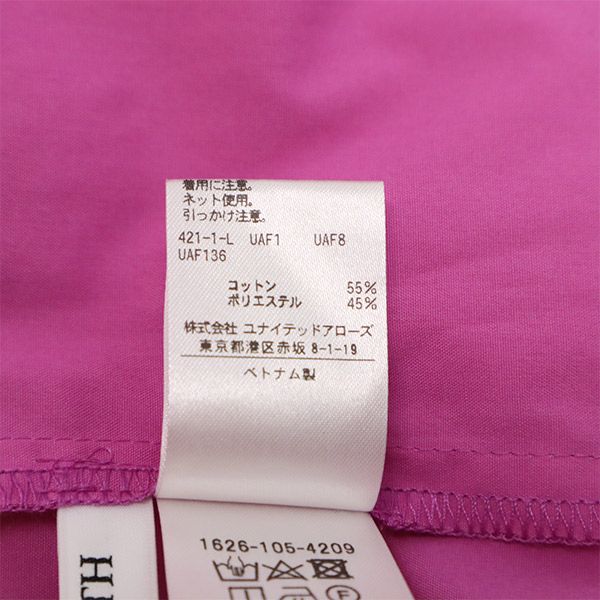 着用に注意。
ネット使用。
引っかけ注意。
421-1-L UAF1 UAF8
UAF136
コットン 55%
ポリエステル 45%
株式会社 ユナイテッドアローズ
東京都港区赤坂 8-1-19
ベトナム製
1626-105-4209
TH